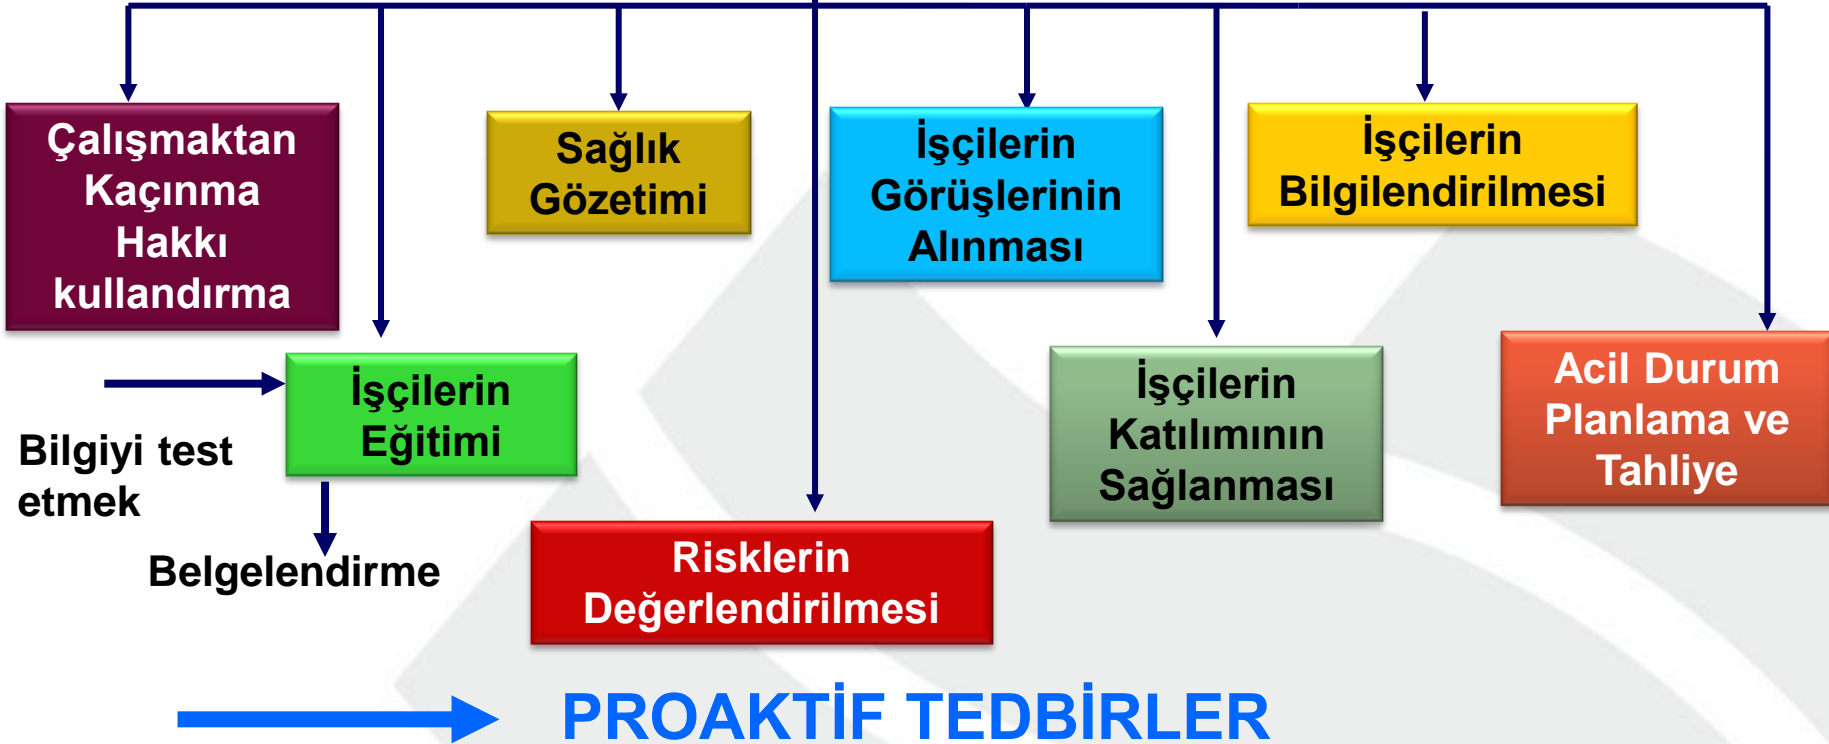 Çalışmaktan
Kaçınma
Hakkı
kullandırma
Sağlık
Gözetimi
İşçilerin
Görüşlerinin
Alınması
İşçilerin
Bilgilendirilmesi
Bilgiyi test
etmek
İşçilerin
Eğitimi
Belgelendirme
Risklerin
Değerlendirilmesi
İşçilerin
Katılımının
Sağlanması
Acil Durum
Planlama ve
Tahliye
PROAKTİF TEDBİRLER